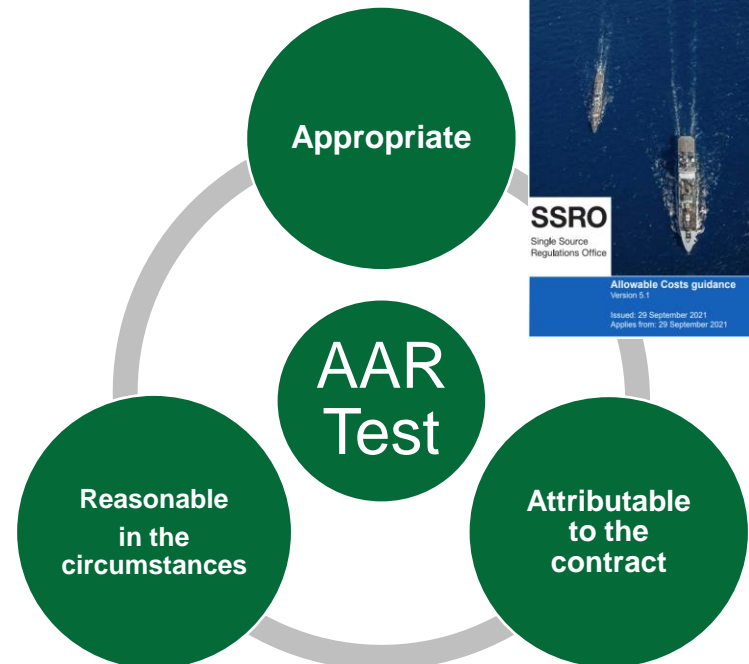 Appropriate
SSRO
Single Source
Regulations Office
Allowable Costs guidance
Version 5.1
Issued: 29 September 2021
Applies from: 29 September 2021
AAR
Test
Reasonable
in the
circumstances
Attributable
to the
contract